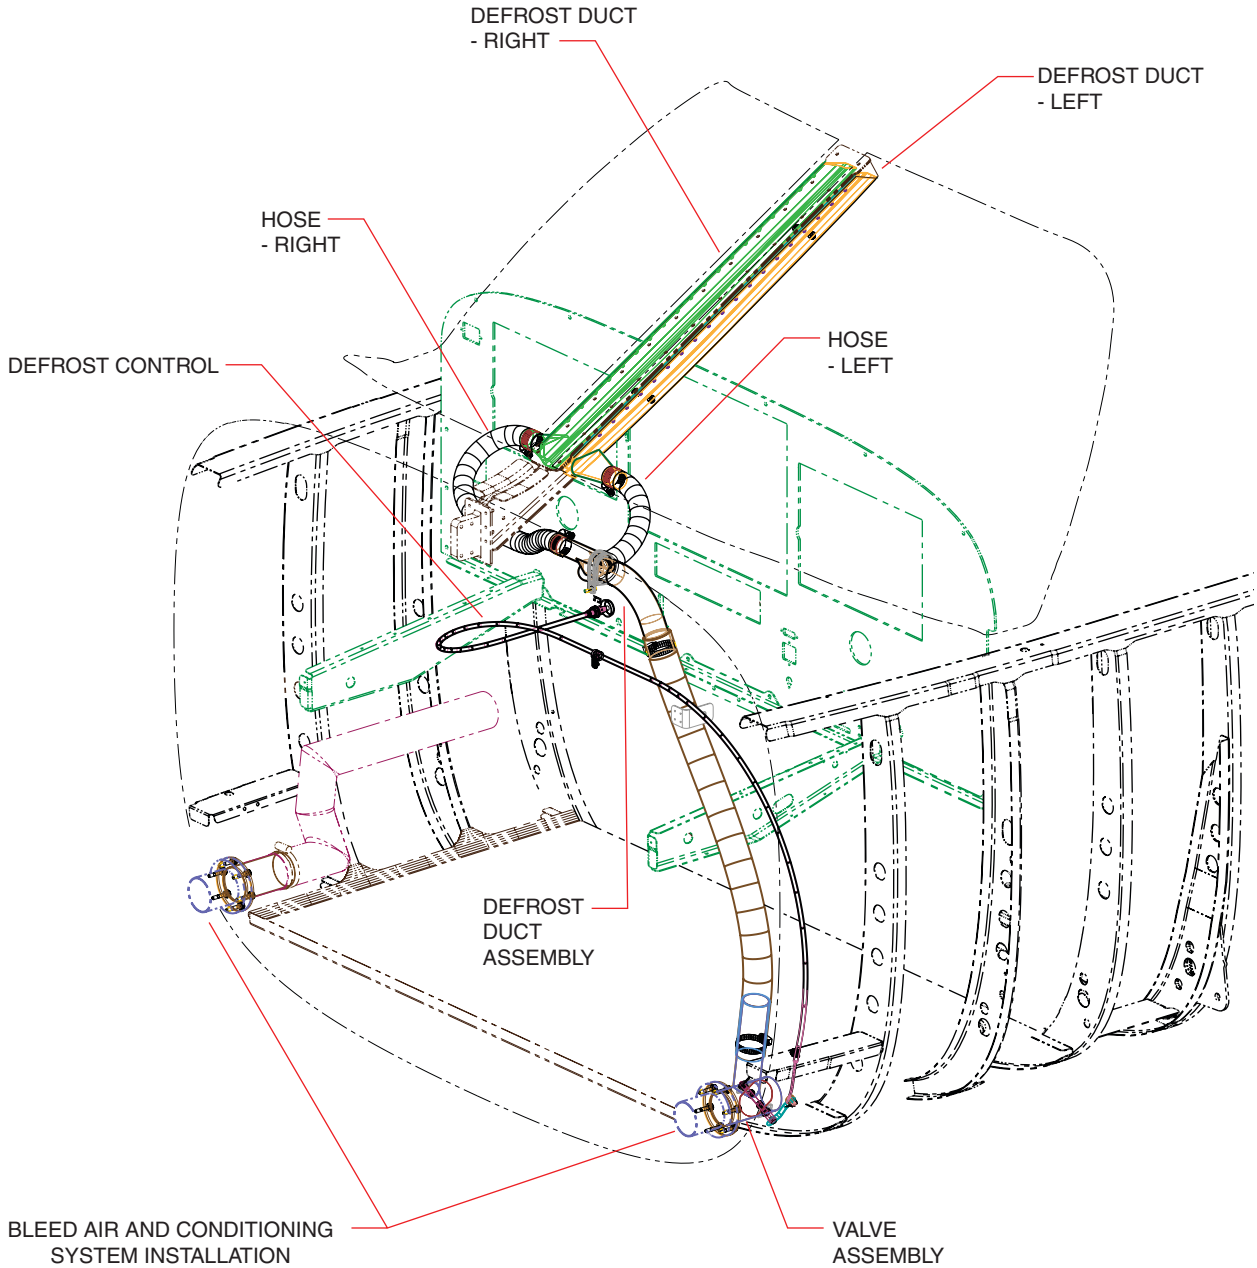 DEFROST DUCT
- RIGHT
DEFROST DUCT
- LEFT
HOSE
- RIGHT
HOSE
- LEFT
DEFROST CONTROL
DEFROST
DUCT
ASSEMBLY
BLEED AIR AND CONDITIONING
SYSTEM INSTALLATION
VALVE
ASSEMBLY